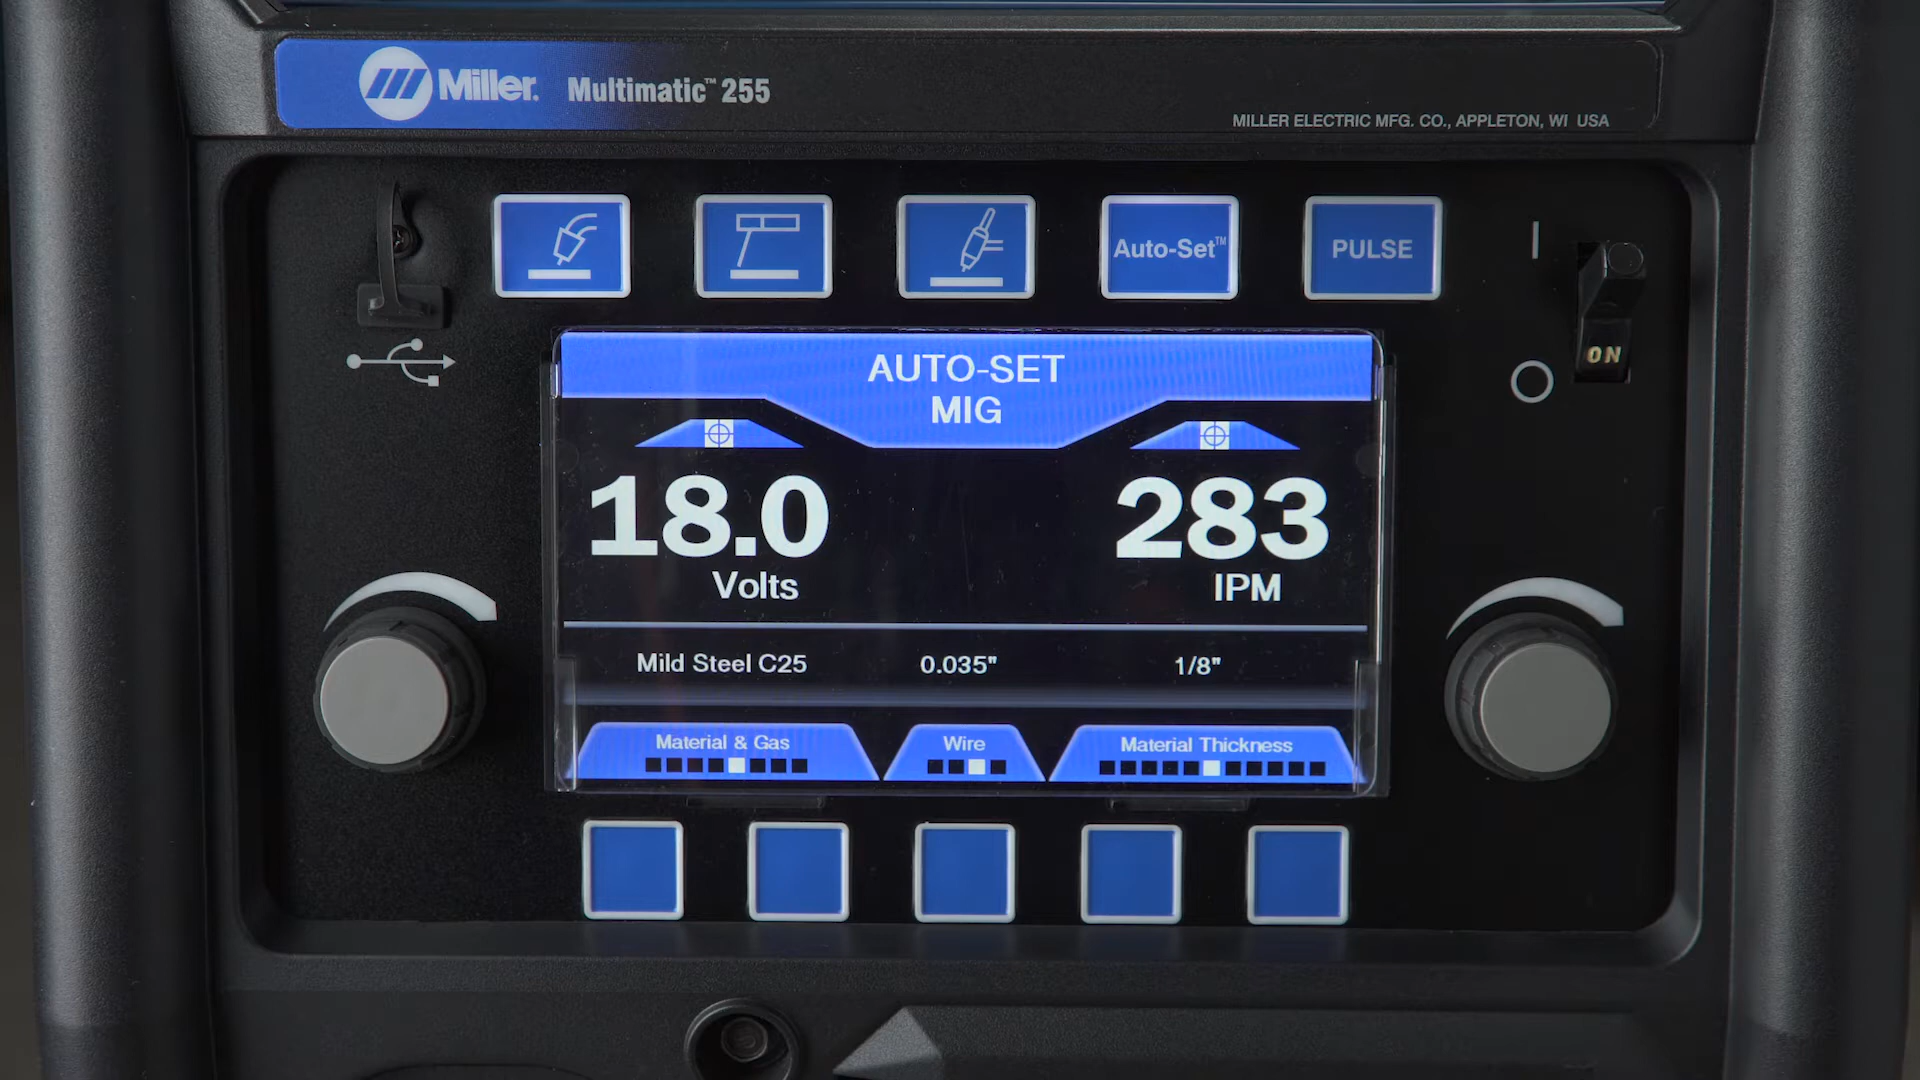 Miller. Multimatic™ 255
MILLER ELECTRIC MFG. CO., APPLETON, WI USA
Auto-Set™
PULSE
ON
AUTO-SET
MIG
18.0
Volts
283
IPM
Mild Steel C25
0.035"
1/8"
Material & Gas
Wire
Material Thickness